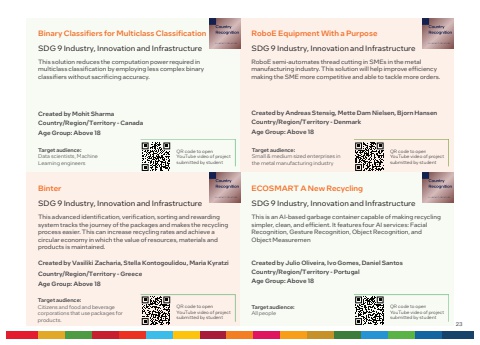 Binary Classifiers for Multiclass Classification
Country
Recognition
SDG 9 Industry, Innovation and Infrastructure
This solution reduces the computation power required in
multiclass classification by employing less complex binary
classifiers without sacrificing accuracy.
Created by Mohit Sharma
Country/Region/Territory - Canada
Age Group: Above 18
Target audience:
Data scientists, Machine
Learning engineers
QR code to open
YouTube video of project
submitted by student
RoboE Equipment With a Purpose
Country
Recognition
SDG 9 Industry, Innovation and Infrastructure
RoboE semi-automates thread cutting in SMEs in the metal
manufacturing industry. This solution will help improve efficiency
making the SME more competitive and able to tackle more orders.
Created by Andreas Stensig, Mette Dam Nielsen, Bjorn Hansen
Country/Region/Territory - Denmark
Age Group: Above 18
Target audience:
Small & medium sized enterprises in
the metal manufacturing industry
QR code to open
YouTube video of project
submitted by student
Binter
Country
Recognition
SDG 9 Industry, Innovation and Infrastructure
This advanced identification, verification, sorting and rewarding
system tracks the journey of the packages and makes the recycling
process easier. This can increase recycling rates and achieve a
circular economy in which the value of resources, materials and
products is maintained.
Created by Vasiliki Zacharia, Stella Kontogoulidou, Maria Kyratzi
Country/Region/Territory - Greece
Age Group: Above 18
Target audience:
Citizens and food and beverage
corporations that use packages for
products.
QR code to open
YouTube video of project
submitted by student
ECOSMART A New Recycling
Country
Recognition
SDG 9 Industry, Innovation and Infrastructure
This is an AI-based garbage container capable of making recycling
simpler, clean, and efficient. It features four AI services: Facial
Recognition, Gesture Recognition, Object Recognition, and
Object Measuremen
Created by Julio Oliveira, Ivo Gomes, Daniel Santos
Country/Region/Territory - Portugal
Age Group: Above 18
Target audience:
All people
QR code to open
YouTube video of project
submitted by student
23